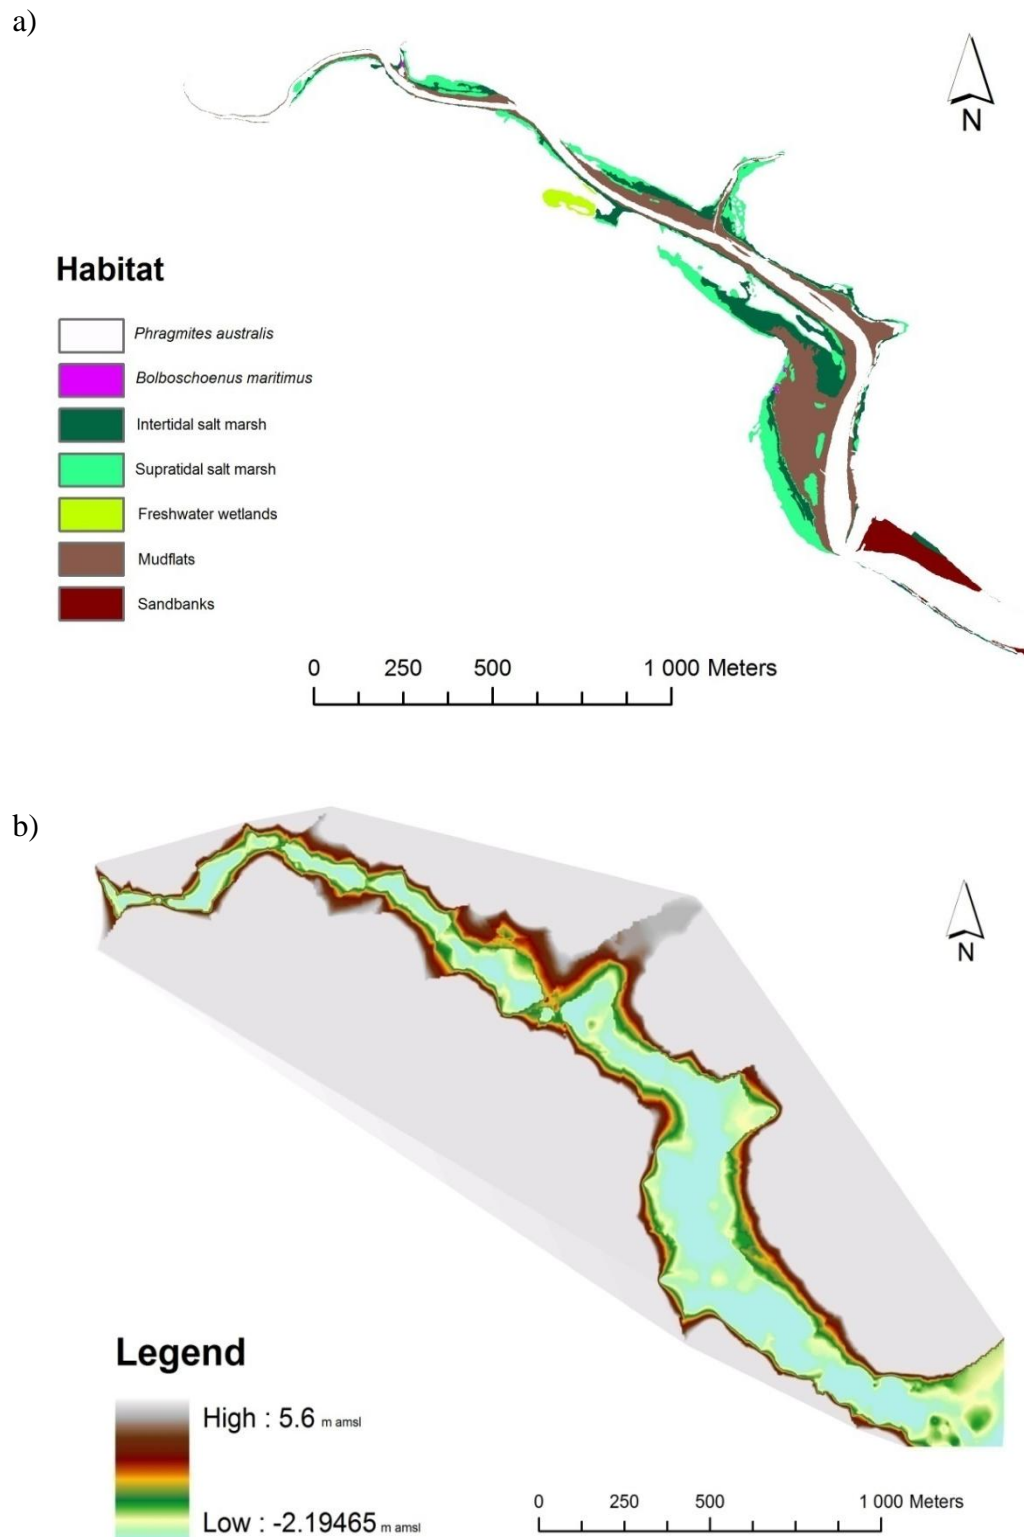 a)
N
Habitat
Phragmites australis
Bolboschoenus maritimus
Intertidal salt marsh
Supratidal salt marsh
Freshwater wetlands
Mudflats
Sandbanks
0 250 500 1 000 Meters
b)
N
Legend
High : 5.6 m amsl
Low : -2.19465 m amsl
0 250 500 1 000 Meters